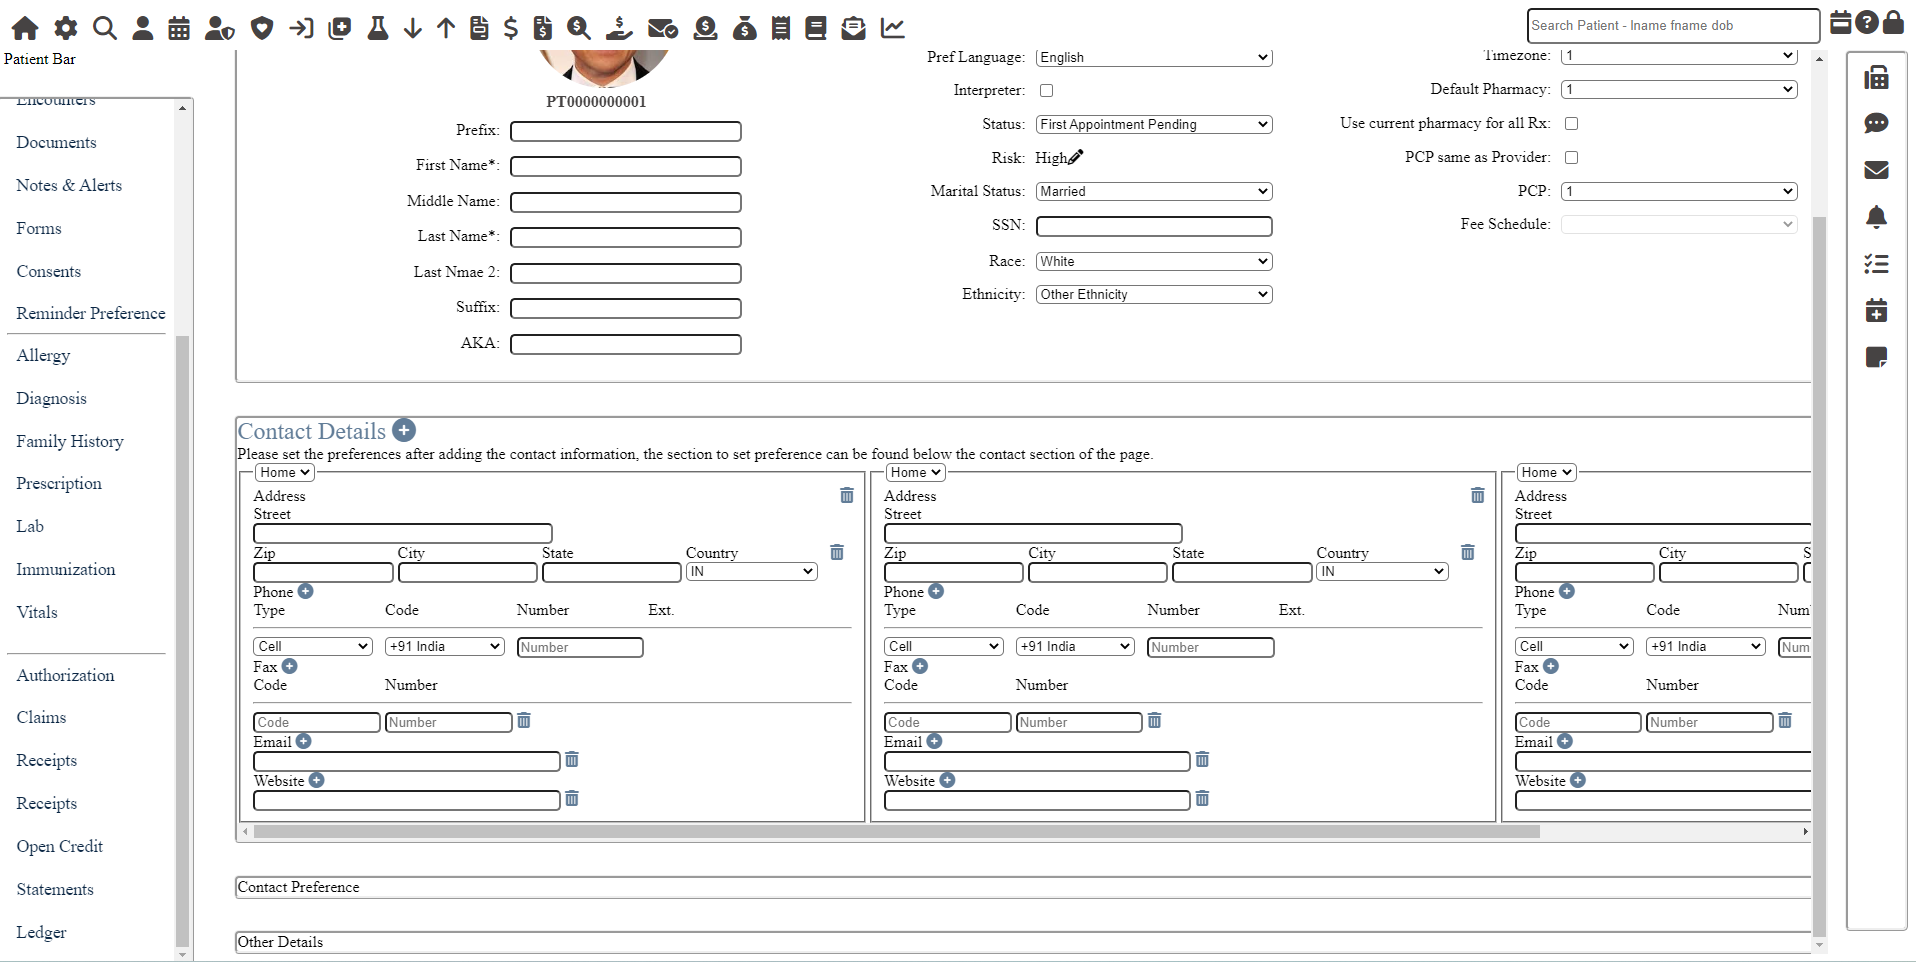 Search Patient - lname fname dob
Patient Bar
Encounters
Documents
Notes & Alerts
Forms
Consents
Reminder Preference
Allergy
Diagnosis
Family History
Prescription
Lab
Immunization
Vitals
Authorization
Claims
Receipts
Receipts
Open Credit
Statements
Ledger
PT0000000001
Prefix:
First Name*:
Middle Name:
Last Name*:
Last Nmae 2:
Suffix:
AKA:
Pref Language: English
Interpreter:
Status: First Appointment Pending
Risk: High
Marital Status: Married
SSN:
Race: White
Ethnicity: Other Ethnicity
Timezone: 1
Default Pharmacy: 1
Use current pharmacy for all Rx:
PCP same as Provider:
PCP: 1
Fee Schedule:
Contact Details
Please set the preferences after adding the contact information, the section to set preference can be found below the contact section of the page.
Home
Address
Street
Zip City State Country
IN
Phone
Type Code Number Ext.
Cell +91 India Number
Fax
Code Number
Code Number
Email
Website
Home
Address
Street
Zip City State Country
IN
Phone
Type Code Number Ext.
Cell +91 India Number
Fax
Code Number
Code Number
Email
Website
Home
Address
Street
Zip City S
Phone
Type Code Num
Cell +91 India Num
Fax
Code Number
Code Number
Email
Website
Contact Preference
Other Details